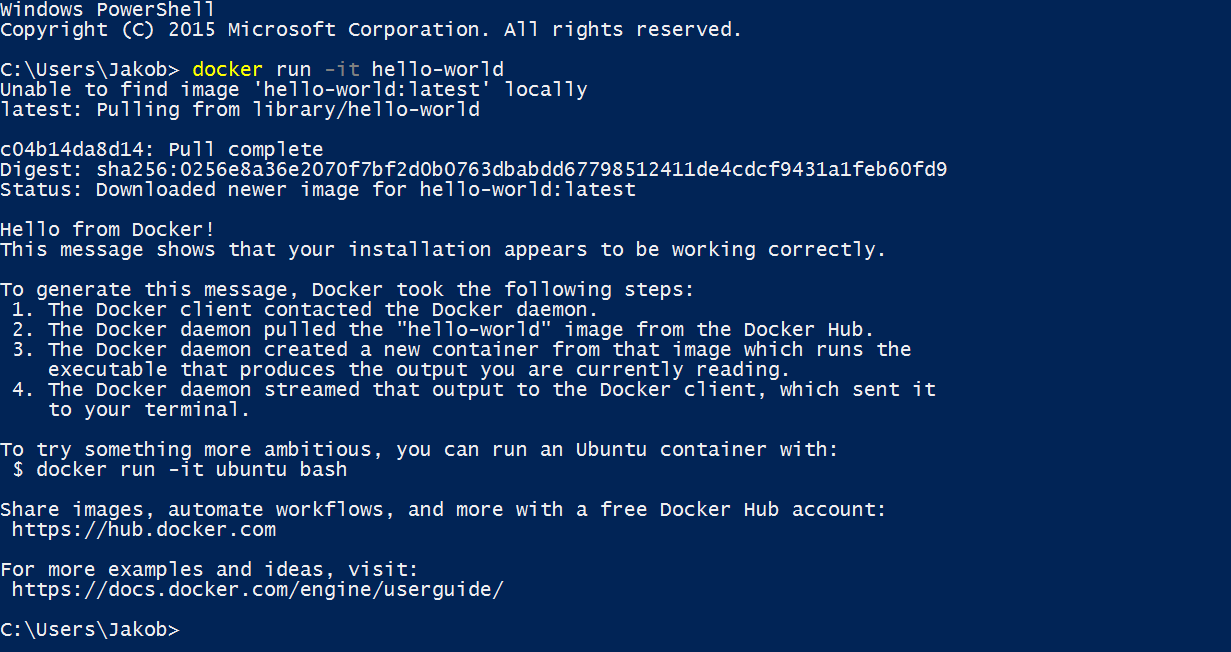 Windows PowerShell
Copyright (C) 2015 Microsoft Corporation. All rights reserved.
C:\Users\Jakob> docker run -it hello-world
Unable to find image 'hello-world:latest' locally
latest: Pulling from library/hello-world
c04b14da8d14: Pull complete
Digest: sha256:0256e8a36e2070f7bf2d0b0763dbabdd67798512411de4cdcf9431a1feb60fd9
Status: Downloaded newer image for hello-world:latest
Hello from Docker!
This message shows that your installation appears to be working correctly.
To generate this message, Docker took the following steps:
1. The Docker client contacted the Docker daemon.
2. The Docker daemon pulled the "hello-world" image from the Docker Hub.
3. The Docker daemon created a new container from that image which runs the
executable that produces the output you are currently reading.
4. The Docker daemon streamed that output to the Docker client, which sent it
to your terminal.
To try something more ambitious, you can run an Ubuntu container with:
$ docker run -it ubuntu bash
Share images, automate workflows, and more with a free Docker Hub account:
https://hub.docker.com
For more examples and ideas, visit:
https://docs.docker.com/engine/userguide/
C:\Users\Jakob>